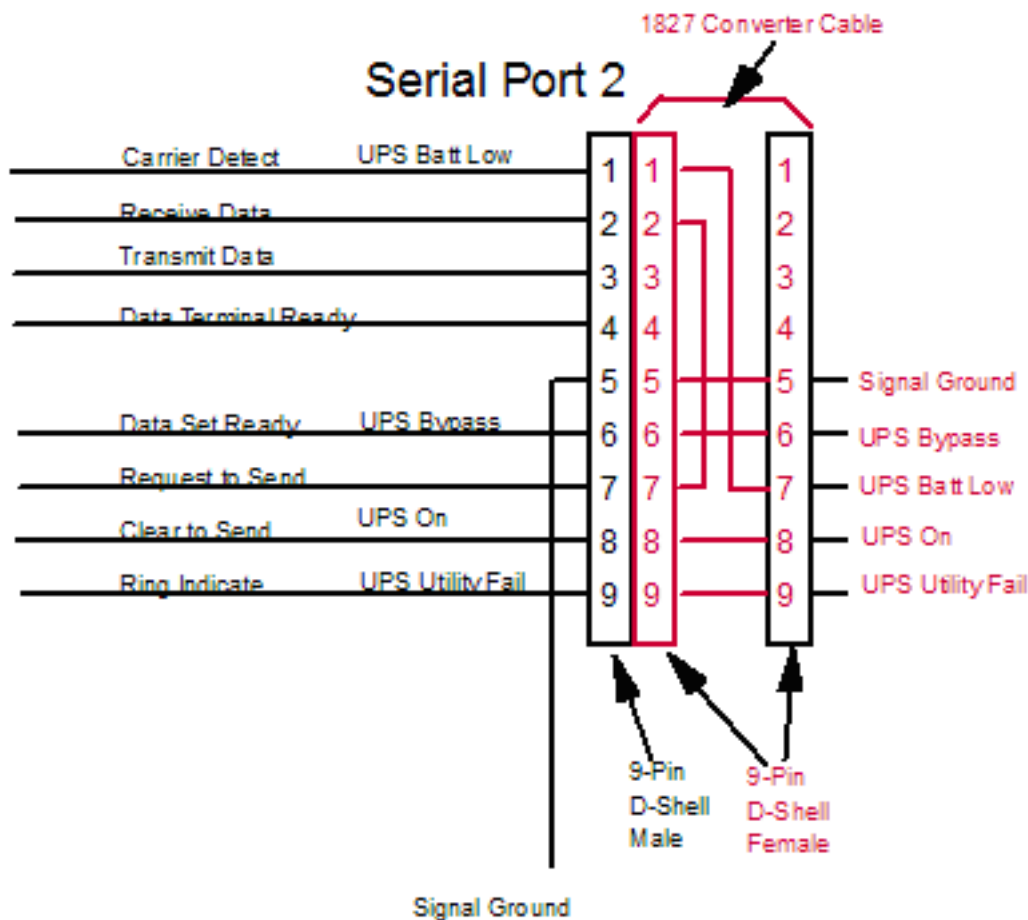 1827 Converter Cable
Serial Port 2
Carrier Detect UPS Batt Low 1 1 1
Receive Data 2 2 2
Transmit Data 3 3 3
Data Terminal Ready 4 4 4
5 5 5 Signal Ground
Data Set Ready UPS Bypass 6 6 6 UPS Bypass
Request to Send 7 7 7 UPS Batt Low
Clear to Send UPS On 8 8 8 UPS On
Ring Indicate UPS Utility Fail 9 9 9 UPS Utility Fail
9-Pin
D-Shell
Male
9-Pin
D-Shell
Female
Signal Ground